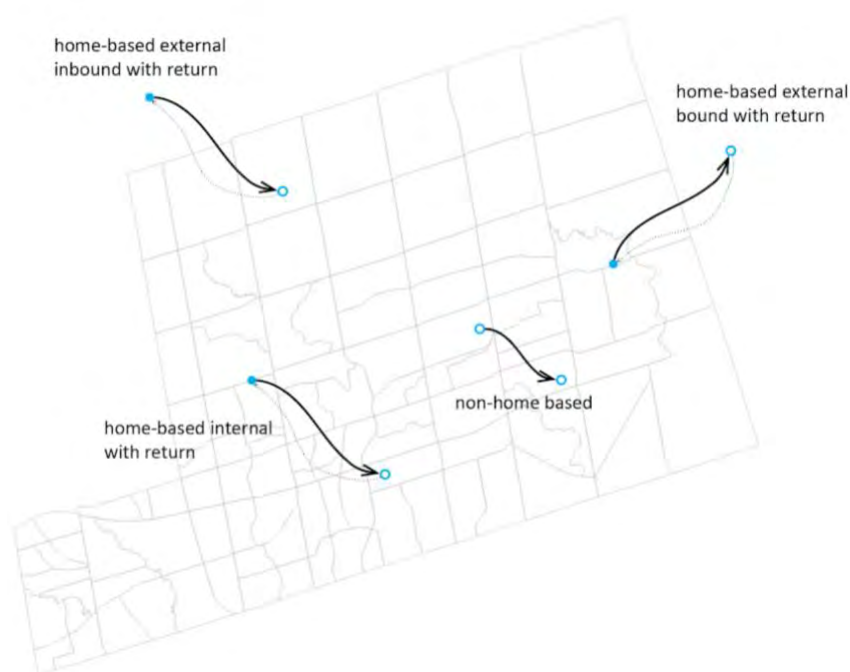 home-based external
inbound with return
home-based external
bound with return
non-home based
home-based internal
with return